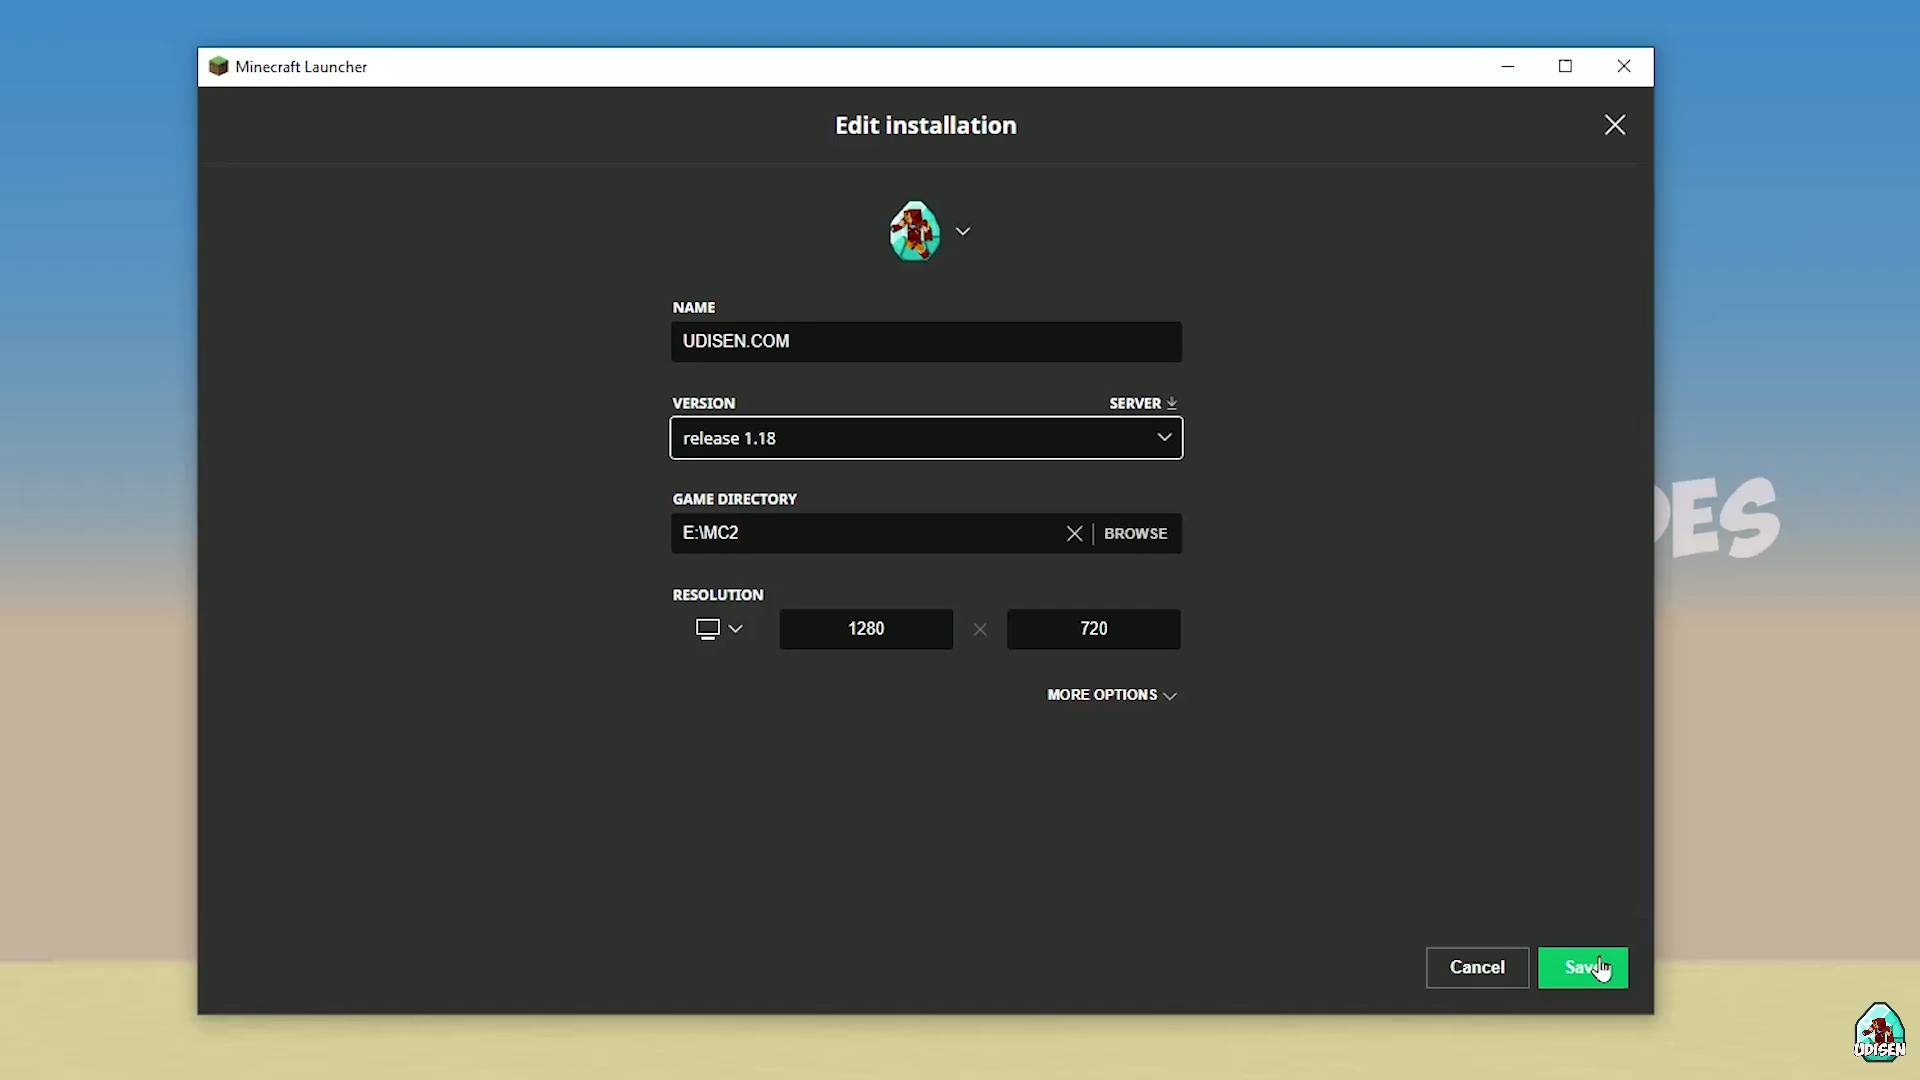 Minecraft Launcher
Edit installation
NAME
UDISEN.COM
VERSION
SERVER
release 1.18
GAME DIRECTORY
E:\MC2
BROWSE
RESOLUTION
1280
720
MORE OPTIONS
Cancel
UDISEN